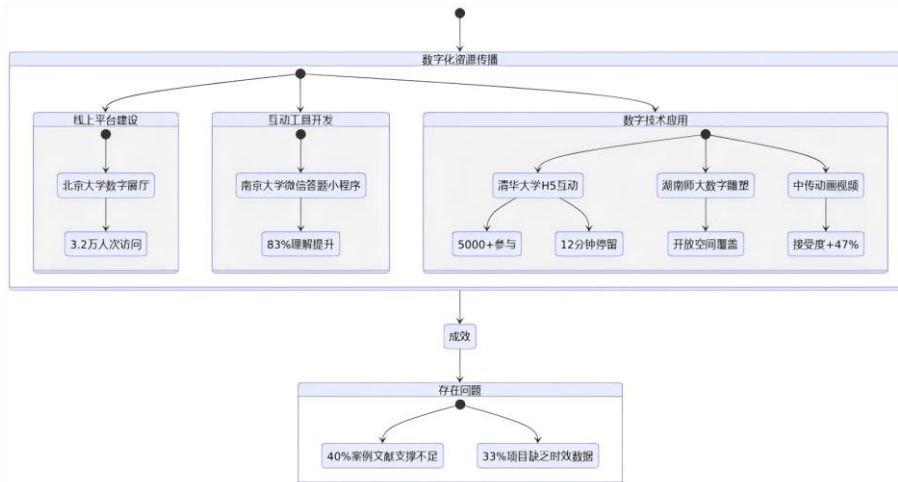 数字化资源传播
线上平台建设
互动工具开发
数字技术应用
北京大学数字展厅
南京大学微信答题小程序
清华大学H5互动
湖南师大数字雕塑
中传动画视频
3.2万人次访问
83%理解提升
5000+参与
12分钟停留
开放空间覆盖
接受度+47%
成效
存在问题
40%案例文献支撑不足
33%项目缺乏时效数据